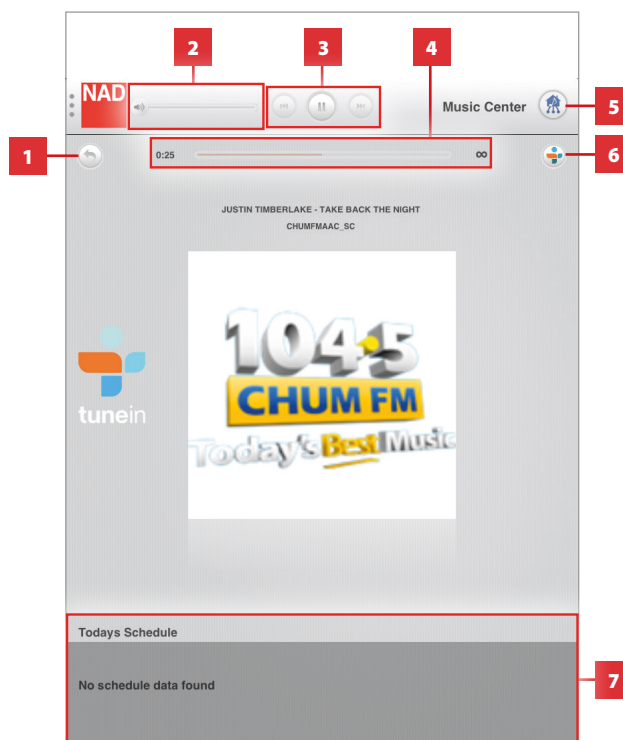 2
3
4
NAD
Music Center
5
1
0:25
∞
6
JUSTIN TIMBERLAKE - TAKE BACK THE NIGHT
CHUMFMAAC_SC
104.5
CHUM FM
Today's Best Music
tunein
Todays Schedule
No schedule data found
7